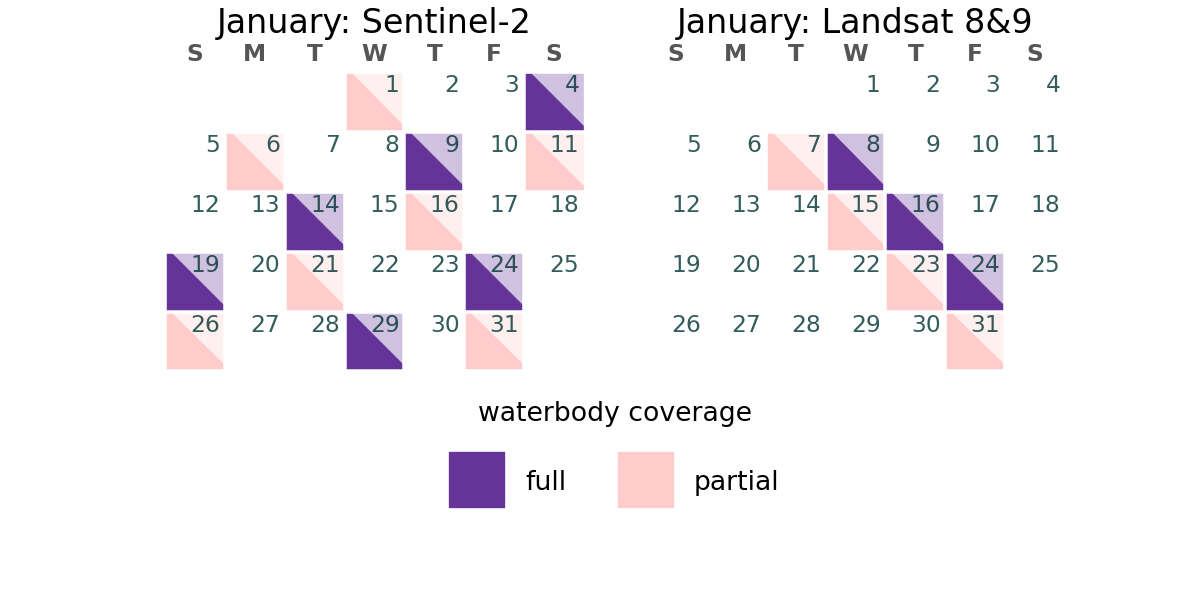 January: Sentinel-2
S M T W T F S
1 2 3 4
5 6 7 8 9 10 11
12 13 14 15 16 17 18
19 20 21 22 23 24 25
26 27 28 29 30 31
January: Landsat 8&9
S M T W T F S
1 2 3 4
5 6 7 8 9 10 11
12 13 14 15 16 17 18
19 20 21 22 23 24 25
26 27 28 29 30 31
waterbody coverage
full partial